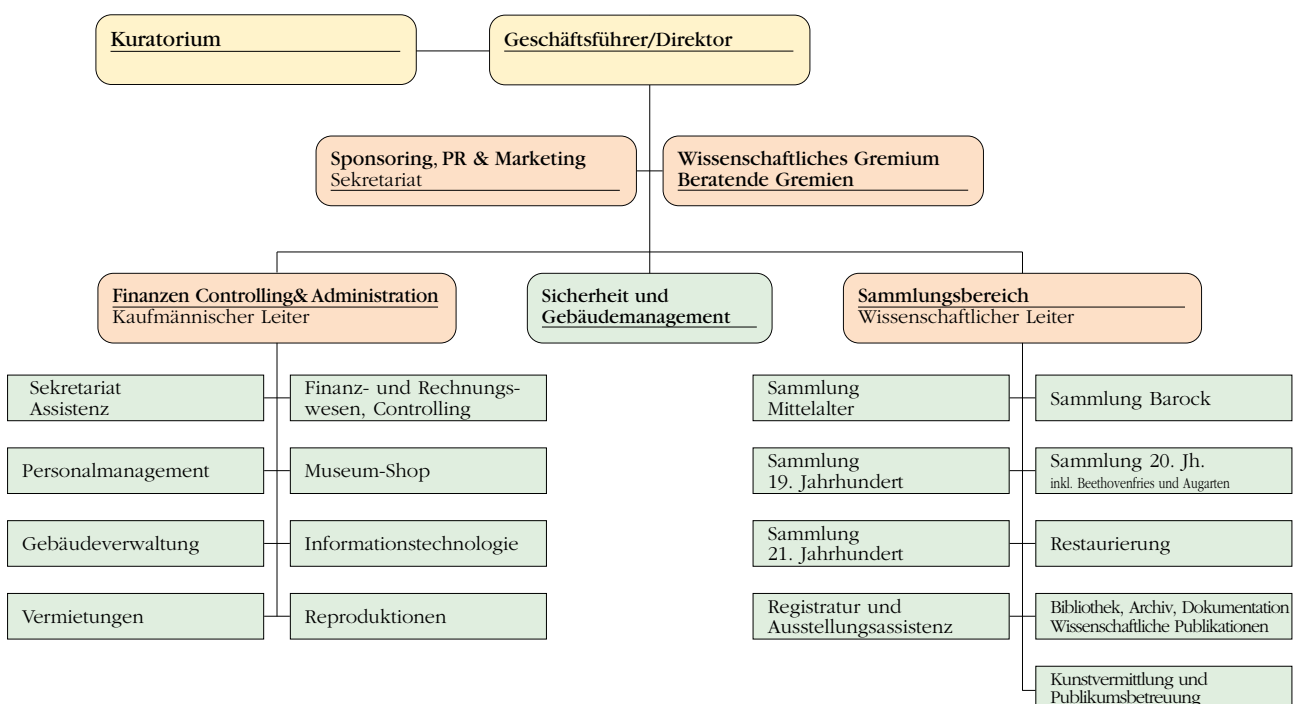 Kuratorium
Geschäftsführer/Direktor
Sponsoring, PR & Marketing
Sekretariat
Wissenschaftliches Gremium
Beratende Gremien
Finanzen Controlling& Administration
Kaufmännischer Leiter
Sicherheit und
Gebäudemanagement
Sammlungsbereich
Wissenschaftlicher Leiter
Sekretariat
Assistenz
Finanz- und Rechnungs-
wesen, Controlling
Personalmanagement
Museum-Shop
Gebäudeverwaltung
Informationstechnologie
Vermietungen
Reproduktionen
Sammlung
Mittelalter
Sammlung Barock
Sammlung
19. Jahrhundert
Sammlung 20. Jh.
inkl. Beethovenfries und Augarten
Sammlung
21. Jahrhundert
Restaurierung
Registratur und
Ausstellungsassistenz
Bibliothek, Archiv, Dokumentation
Wissenschaftliche Publikationen
Kunstvermittlung und
Publikumsbetreuung